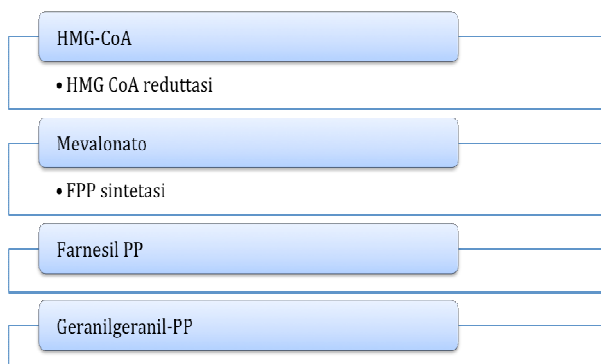 HMG-CoA
• HMG CoA reduttasi
Mevalonato
• FPP sintetasi
Farnesil PP
Geranilgeranil-PP